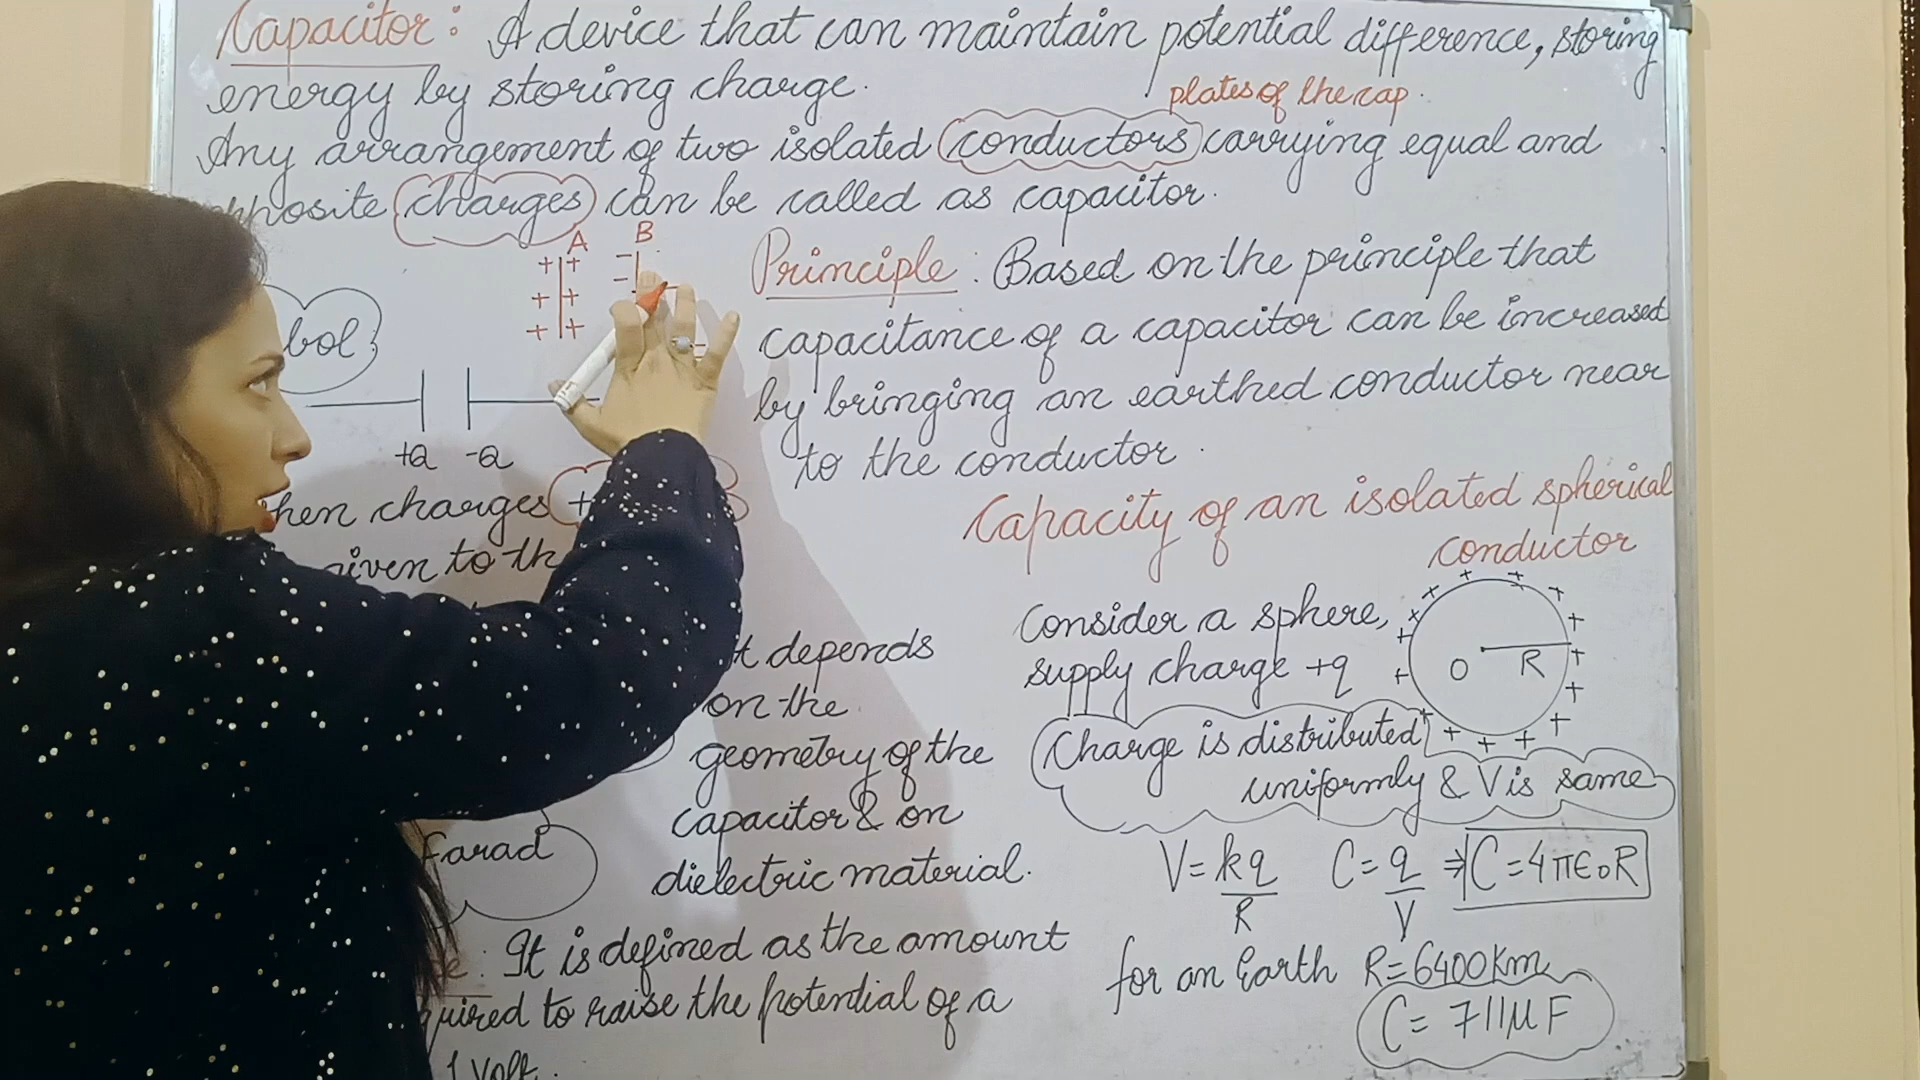 Capacitor: A device that can maintain potential difference, storing
energy by storing charge.
plates of the cap.
Any arrangement of two isolated conductors carrying equal and
opposite charges can be called as capacitor.
A B
+ + -
+ + -
+ +
bol
+Q -Q
Principle: Based on the principle that
capacitance of a capacitor can be increased
by bringing an earthed conductor near
to the conductor.
hen charges +
given to th
t depends
on the
geometry of the
capacitor & on
dielectric material.
Farad
e: It is defined as the amount
quired to raise the potential of a
1 Volt.
Capacity of an isolated spherical
conductor
Consider a sphere,
supply charge +q
O R
Charge is distributed
uniformly & V is same
V = kq/R C = q/V ⇒ C = 4πε0R
for an Earth R = 6400 Km
C = 711 μF